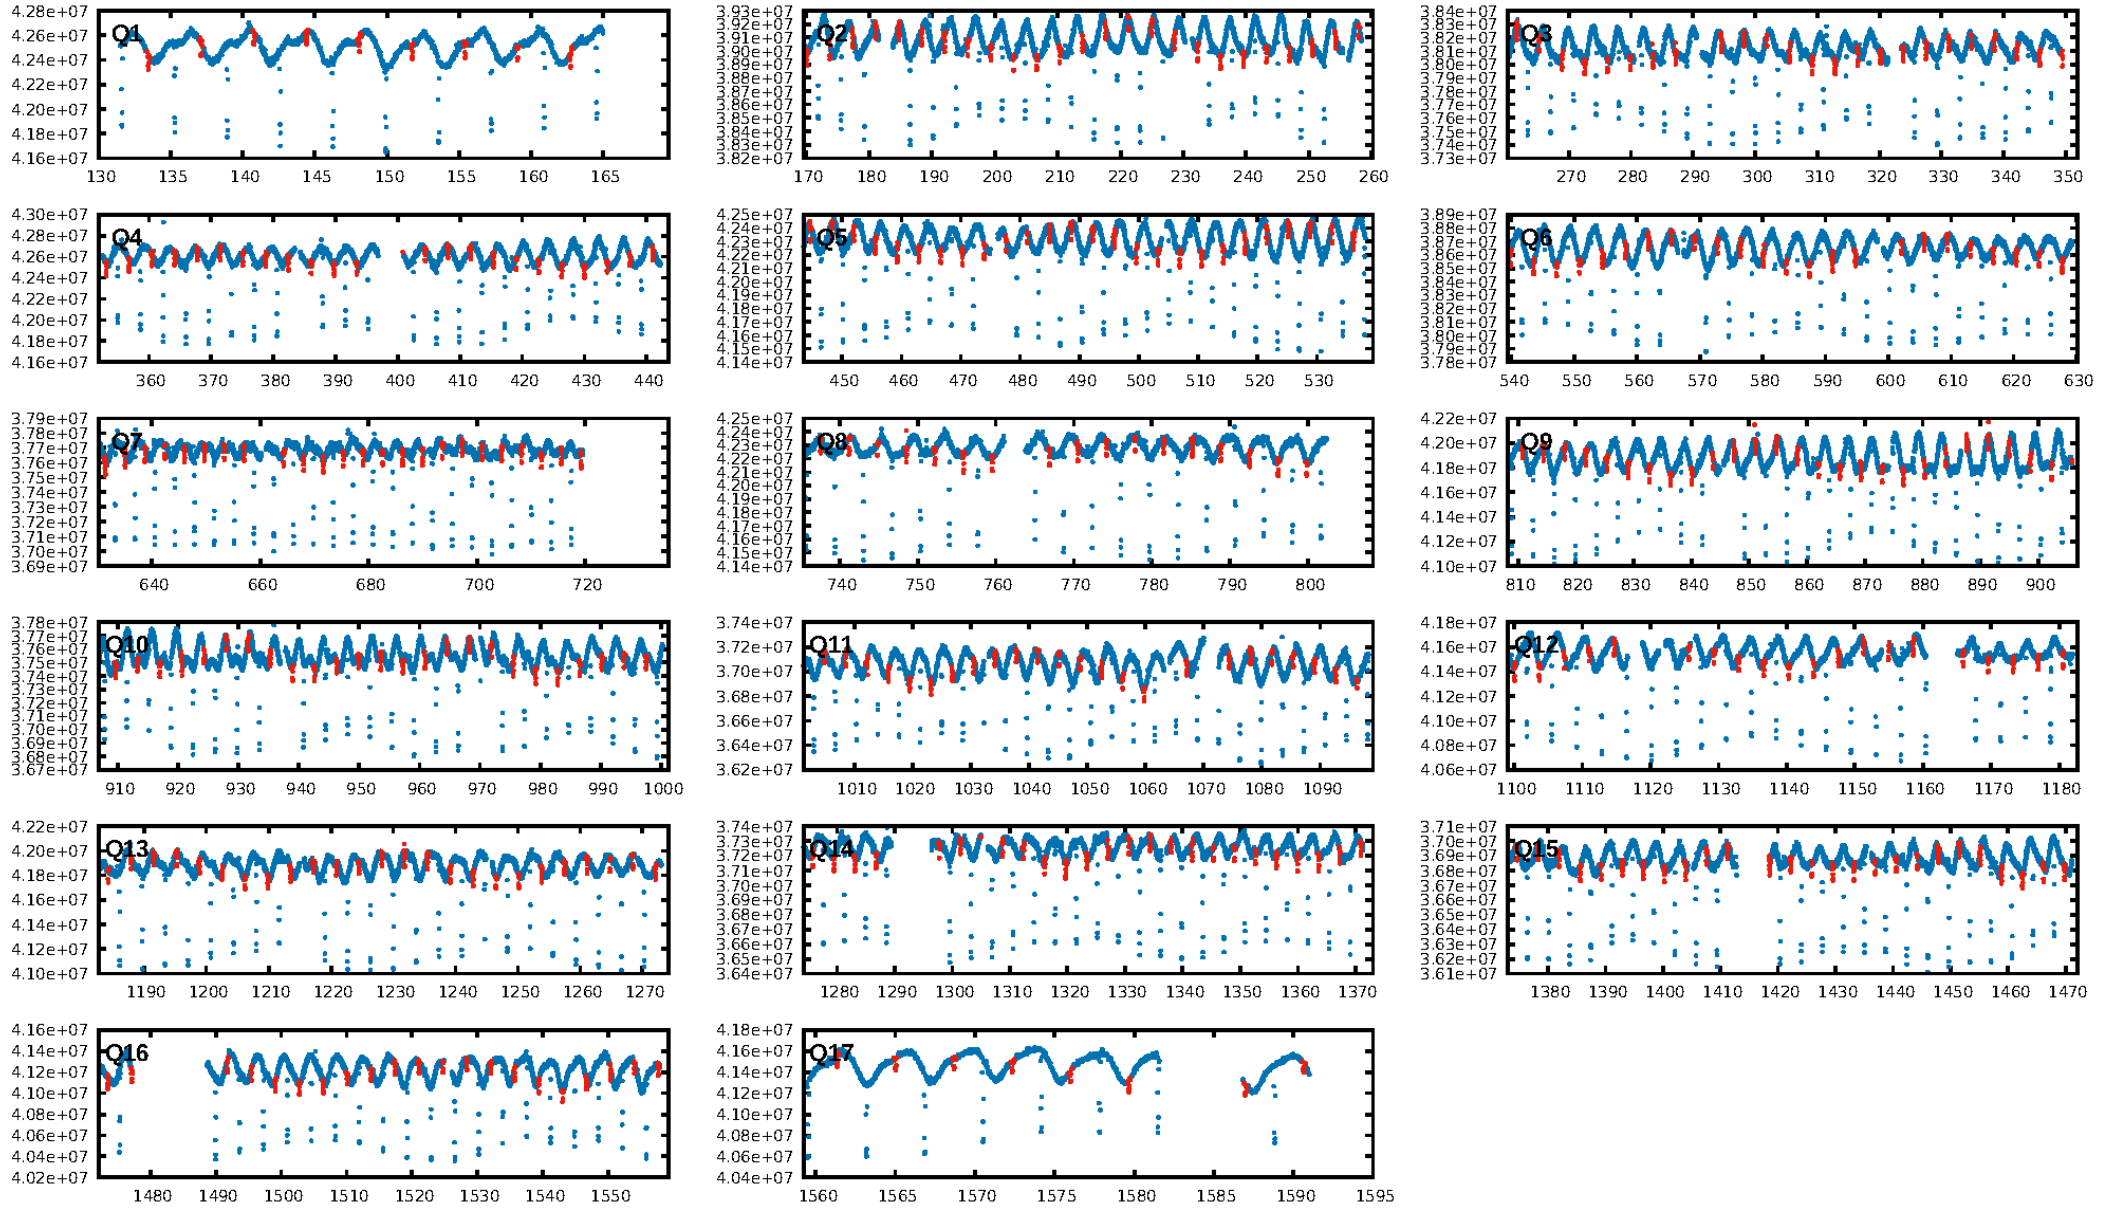 4.28e+07
4.26e+07
4.24e+07
4.22e+07
4.20e+07
4.18e+07
4.16e+07
Q1
130 135 140 145 150 155 160 165
3.93e+07
3.92e+07
3.91e+07
3.90e+07
3.89e+07
3.88e+07
3.87e+07
3.86e+07
3.85e+07
3.84e+07
3.83e+07
3.82e+07
Q2
170 180 190 200 210 220 230 240 250 260
3.84e+07
3.83e+07
3.82e+07
3.81e+07
3.80e+07
3.79e+07
3.78e+07
3.77e+07
3.76e+07
3.75e+07
3.74e+07
3.73e+07
Q3
270 280 290 300 310 320 330 340 350
4.30e+07
4.28e+07
4.26e+07
4.24e+07
4.22e+07
4.20e+07
4.18e+07
4.16e+07
Q4
360 370 380 390 400 410 420 430 440
4.25e+07
4.24e+07
4.23e+07
4.22e+07
4.21e+07
4.20e+07
4.19e+07
4.18e+07
4.17e+07
4.16e+07
4.15e+07
4.14e+07
Q5
450 460 470 480 490 500 510 520 530
3.89e+07
3.88e+07
3.87e+07
3.86e+07
3.85e+07
3.84e+07
3.83e+07
3.82e+07
3.81e+07
3.80e+07
3.79e+07
3.78e+07
Q6
540 550 560 570 580 590 600 610 620 630
3.79e+07
3.78e+07
3.77e+07
3.76e+07
3.75e+07
3.74e+07
3.73e+07
3.72e+07
3.71e+07
3.70e+07
3.69e+07
Q7
640 660 680 700 720
4.25e+07
4.24e+07
4.23e+07
4.22e+07
4.21e+07
4.20e+07
4.19e+07
4.18e+07
4.17e+07
4.16e+07
4.15e+07
4.14e+07
Q8
740 750 760 770 780 790 800
4.22e+07
4.20e+07
4.18e+07
4.16e+07
4.14e+07
4.12e+07
4.10e+07
Q9
810 820 830 840 850 860 870 880 890 900
3.78e+07
3.77e+07
3.76e+07
3.75e+07
3.74e+07
3.73e+07
3.72e+07
3.71e+07
3.70e+07
3.69e+07
3.68e+07
3.67e+07
Q10
910 920 930 940 950 960 970 980 990 1000
3.74e+07
3.72e+07
3.70e+07
3.68e+07
3.66e+07
3.64e+07
3.62e+07
Q11
1010 1020 1030 1040 1050 1060 1070 1080 1090
4.18e+07
4.16e+07
4.14e+07
4.12e+07
4.10e+07
4.08e+07
4.06e+07
Q12
1100 1110 1120 1130 1140 1150 1160 1170 1180
4.22e+07
4.20e+07
4.18e+07
4.16e+07
4.14e+07
4.12e+07
4.10e+07
Q13
1190 1200 1210 1220 1230 1240 1250 1260 1270
3.74e+07
3.73e+07
3.72e+07
3.71e+07
3.70e+07
3.69e+07
3.68e+07
3.67e+07
3.66e+07
3.65e+07
3.64e+07
Q14
1280 1290 1300 1310 1320 1330 1340 1350 1360 1370
3.71e+07
3.70e+07
3.69e+07
3.68e+07
3.67e+07
3.66e+07
3.65e+07
3.64e+07
3.63e+07
3.62e+07
3.61e+07
Q15
1380 1390 1400 1410 1420 1430 1440 1450 1460 1470
4.16e+07
4.14e+07
4.12e+07
4.10e+07
4.08e+07
4.06e+07
4.04e+07
4.02e+07
Q16
1480 1490 1500 1510 1520 1530 1540 1550
4.18e+07
4.16e+07
4.14e+07
4.12e+07
4.10e+07
4.08e+07
4.06e+07
4.04e+07
Q17
1560 1565 1570 1575 1580 1585 1590 1595